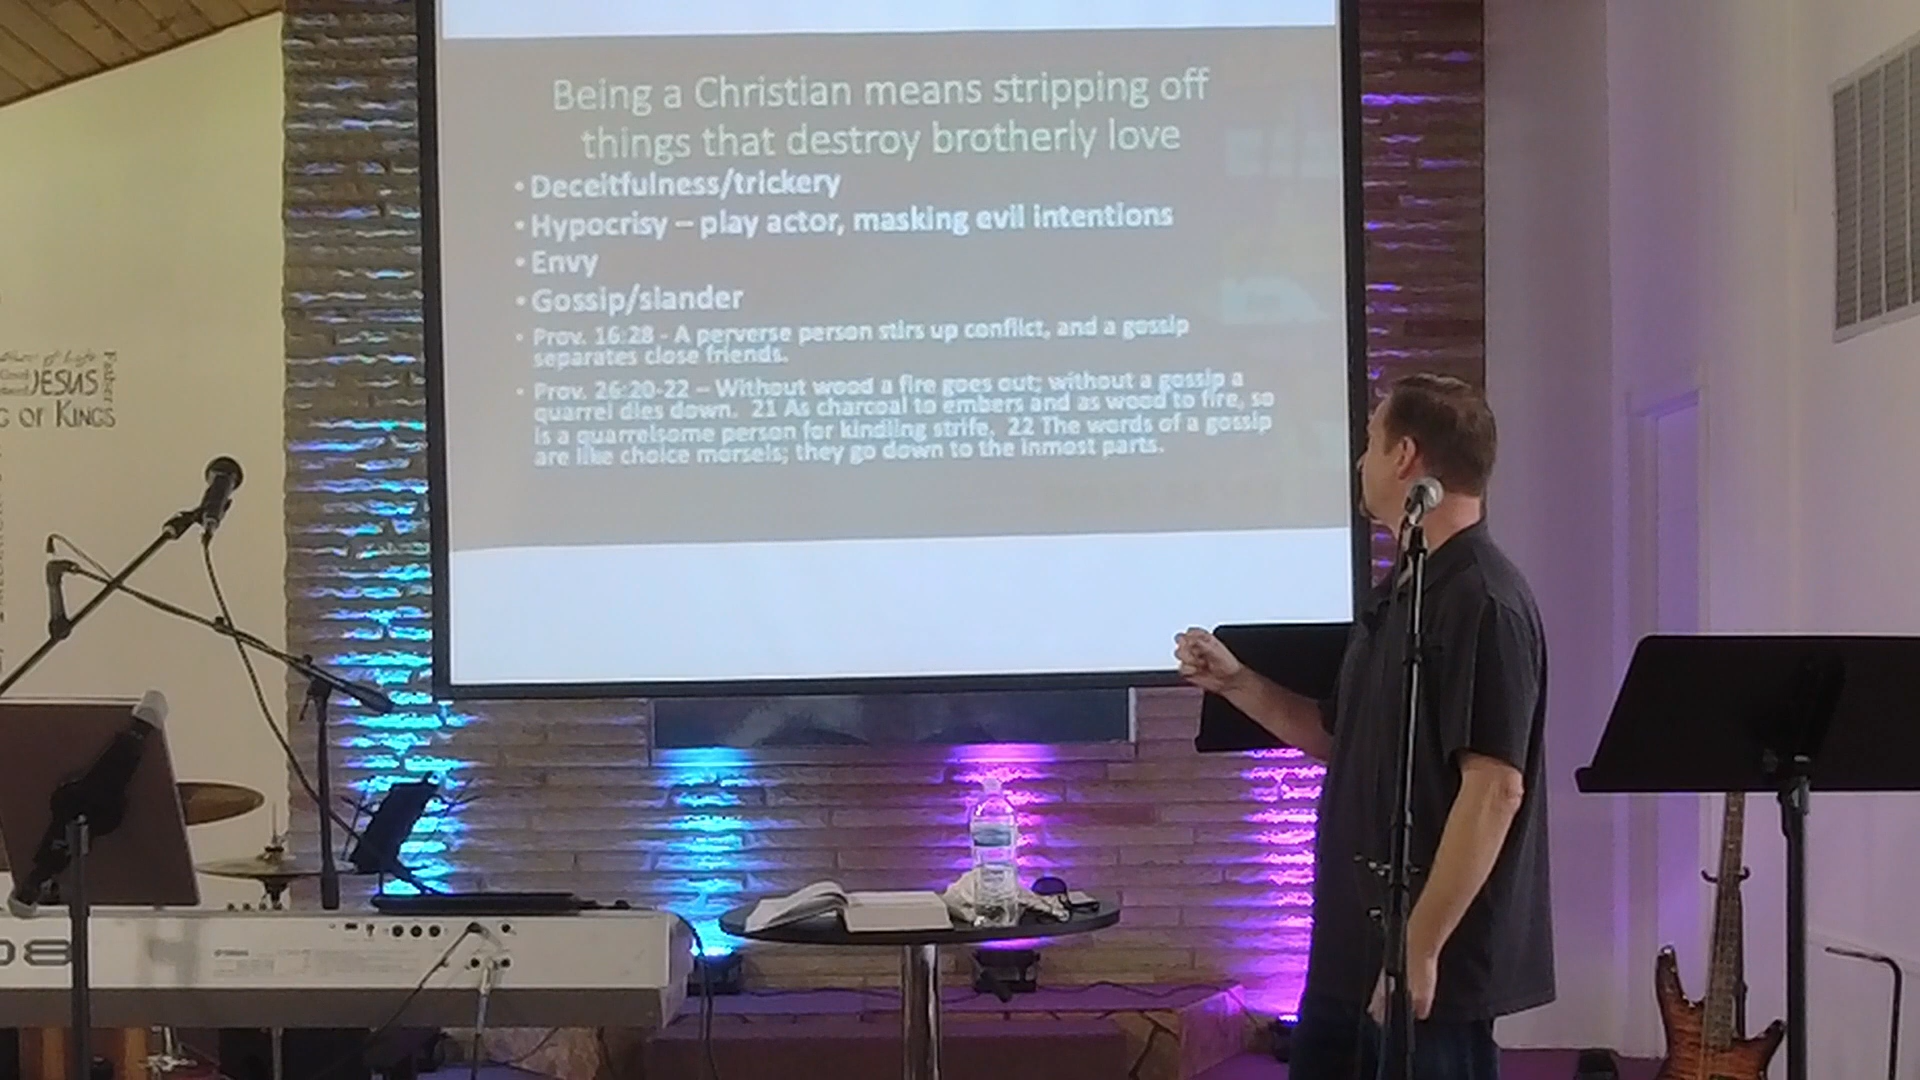 Being a Christian means stripping off
things that destroy brotherly love
• Deceitfulness/trickery
• Hypocrisy – play actor, masking evil intentions
• Envy
• Gossip/slander
• Prov. 16:28 - A perverse person stirs up conflict, and a gossip
separates close friends.
• Prov. 26:20-22 – Without wood a fire goes out; without a gossip a
quarrel dies down. 21 As charcoal to embers and as wood to fire, so
is a quarrelsome person for kindling strife. 22 The words of a gossip
are like choice morsels; they go down to the inmost parts.
of Life
JESUS
Father
OF KINGS
08
YAMAHA